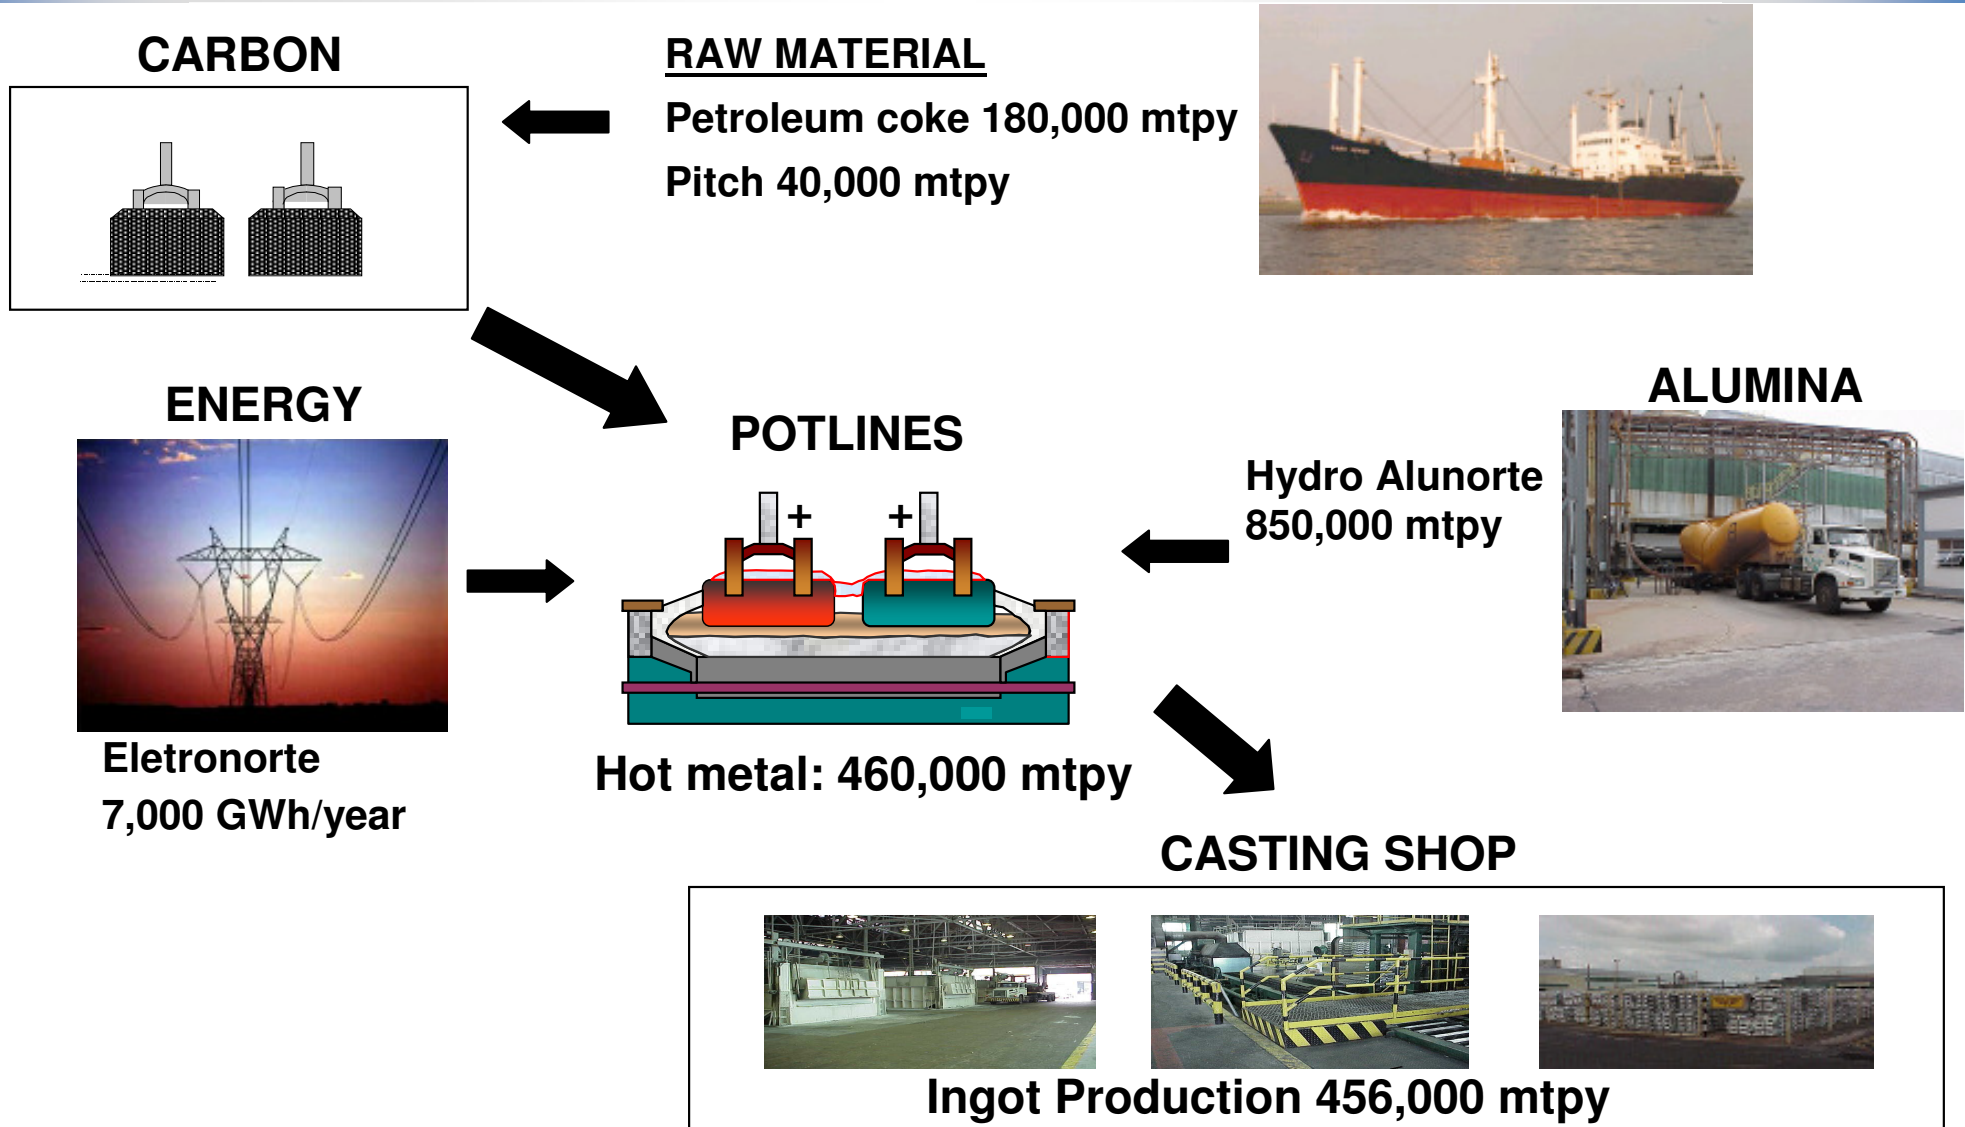 CARBON
RAW MATERIAL
Petroleum coke 180,000 mtpy
Pitch 40,000 mtpy
ENERGY
POTLINES
ALUMINA
Hydro Alunorte
850,000 mtpy
+ +
Eletronorte
7,000 GWh/year
Hot metal: 460,000 mtpy
CASTING SHOP
Ingot Production 456,000 mtpy